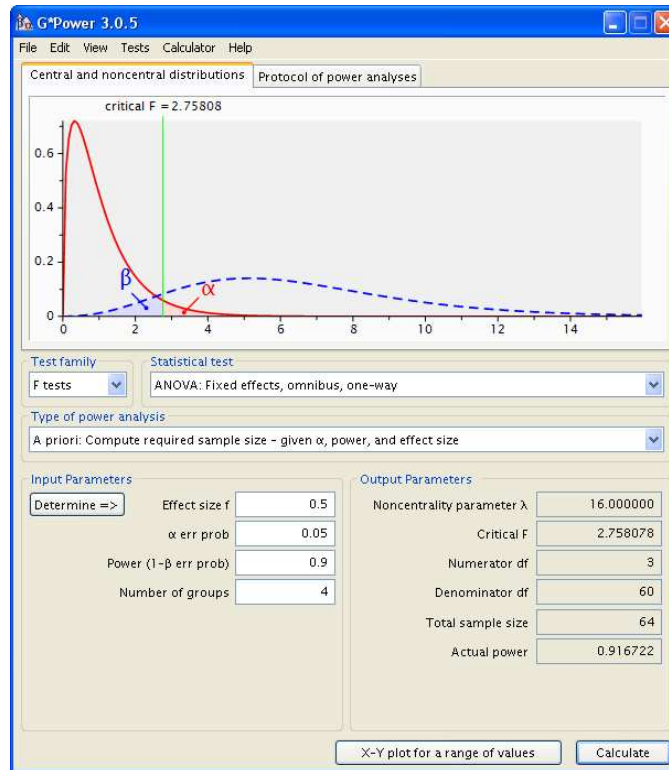 G*Power 3.0.5
File Edit View Tests Calculator Help
Central and noncentral distributions Protocol of power analyses
critical F = 2.75808
0.6
0.4
0.2
0
β
α
0 2 4 6 8 10 12 14
Test family Statistical test
F tests ANOVA: Fixed effects, omnibus, one-way
Type of power analysis
A priori: Compute required sample size - given α, power, and effect size
Input Parameters Output Parameters
Determine => Effect size f 0.5 Noncentrality parameter λ 16.000000
α err prob 0.05 Critical F 2.758078
Power (1-β err prob) 0.9 Numerator df 3
Number of groups 4 Denominator df 60
Total sample size 64
Actual power 0.916722
X-Y plot for a range of values Calculate